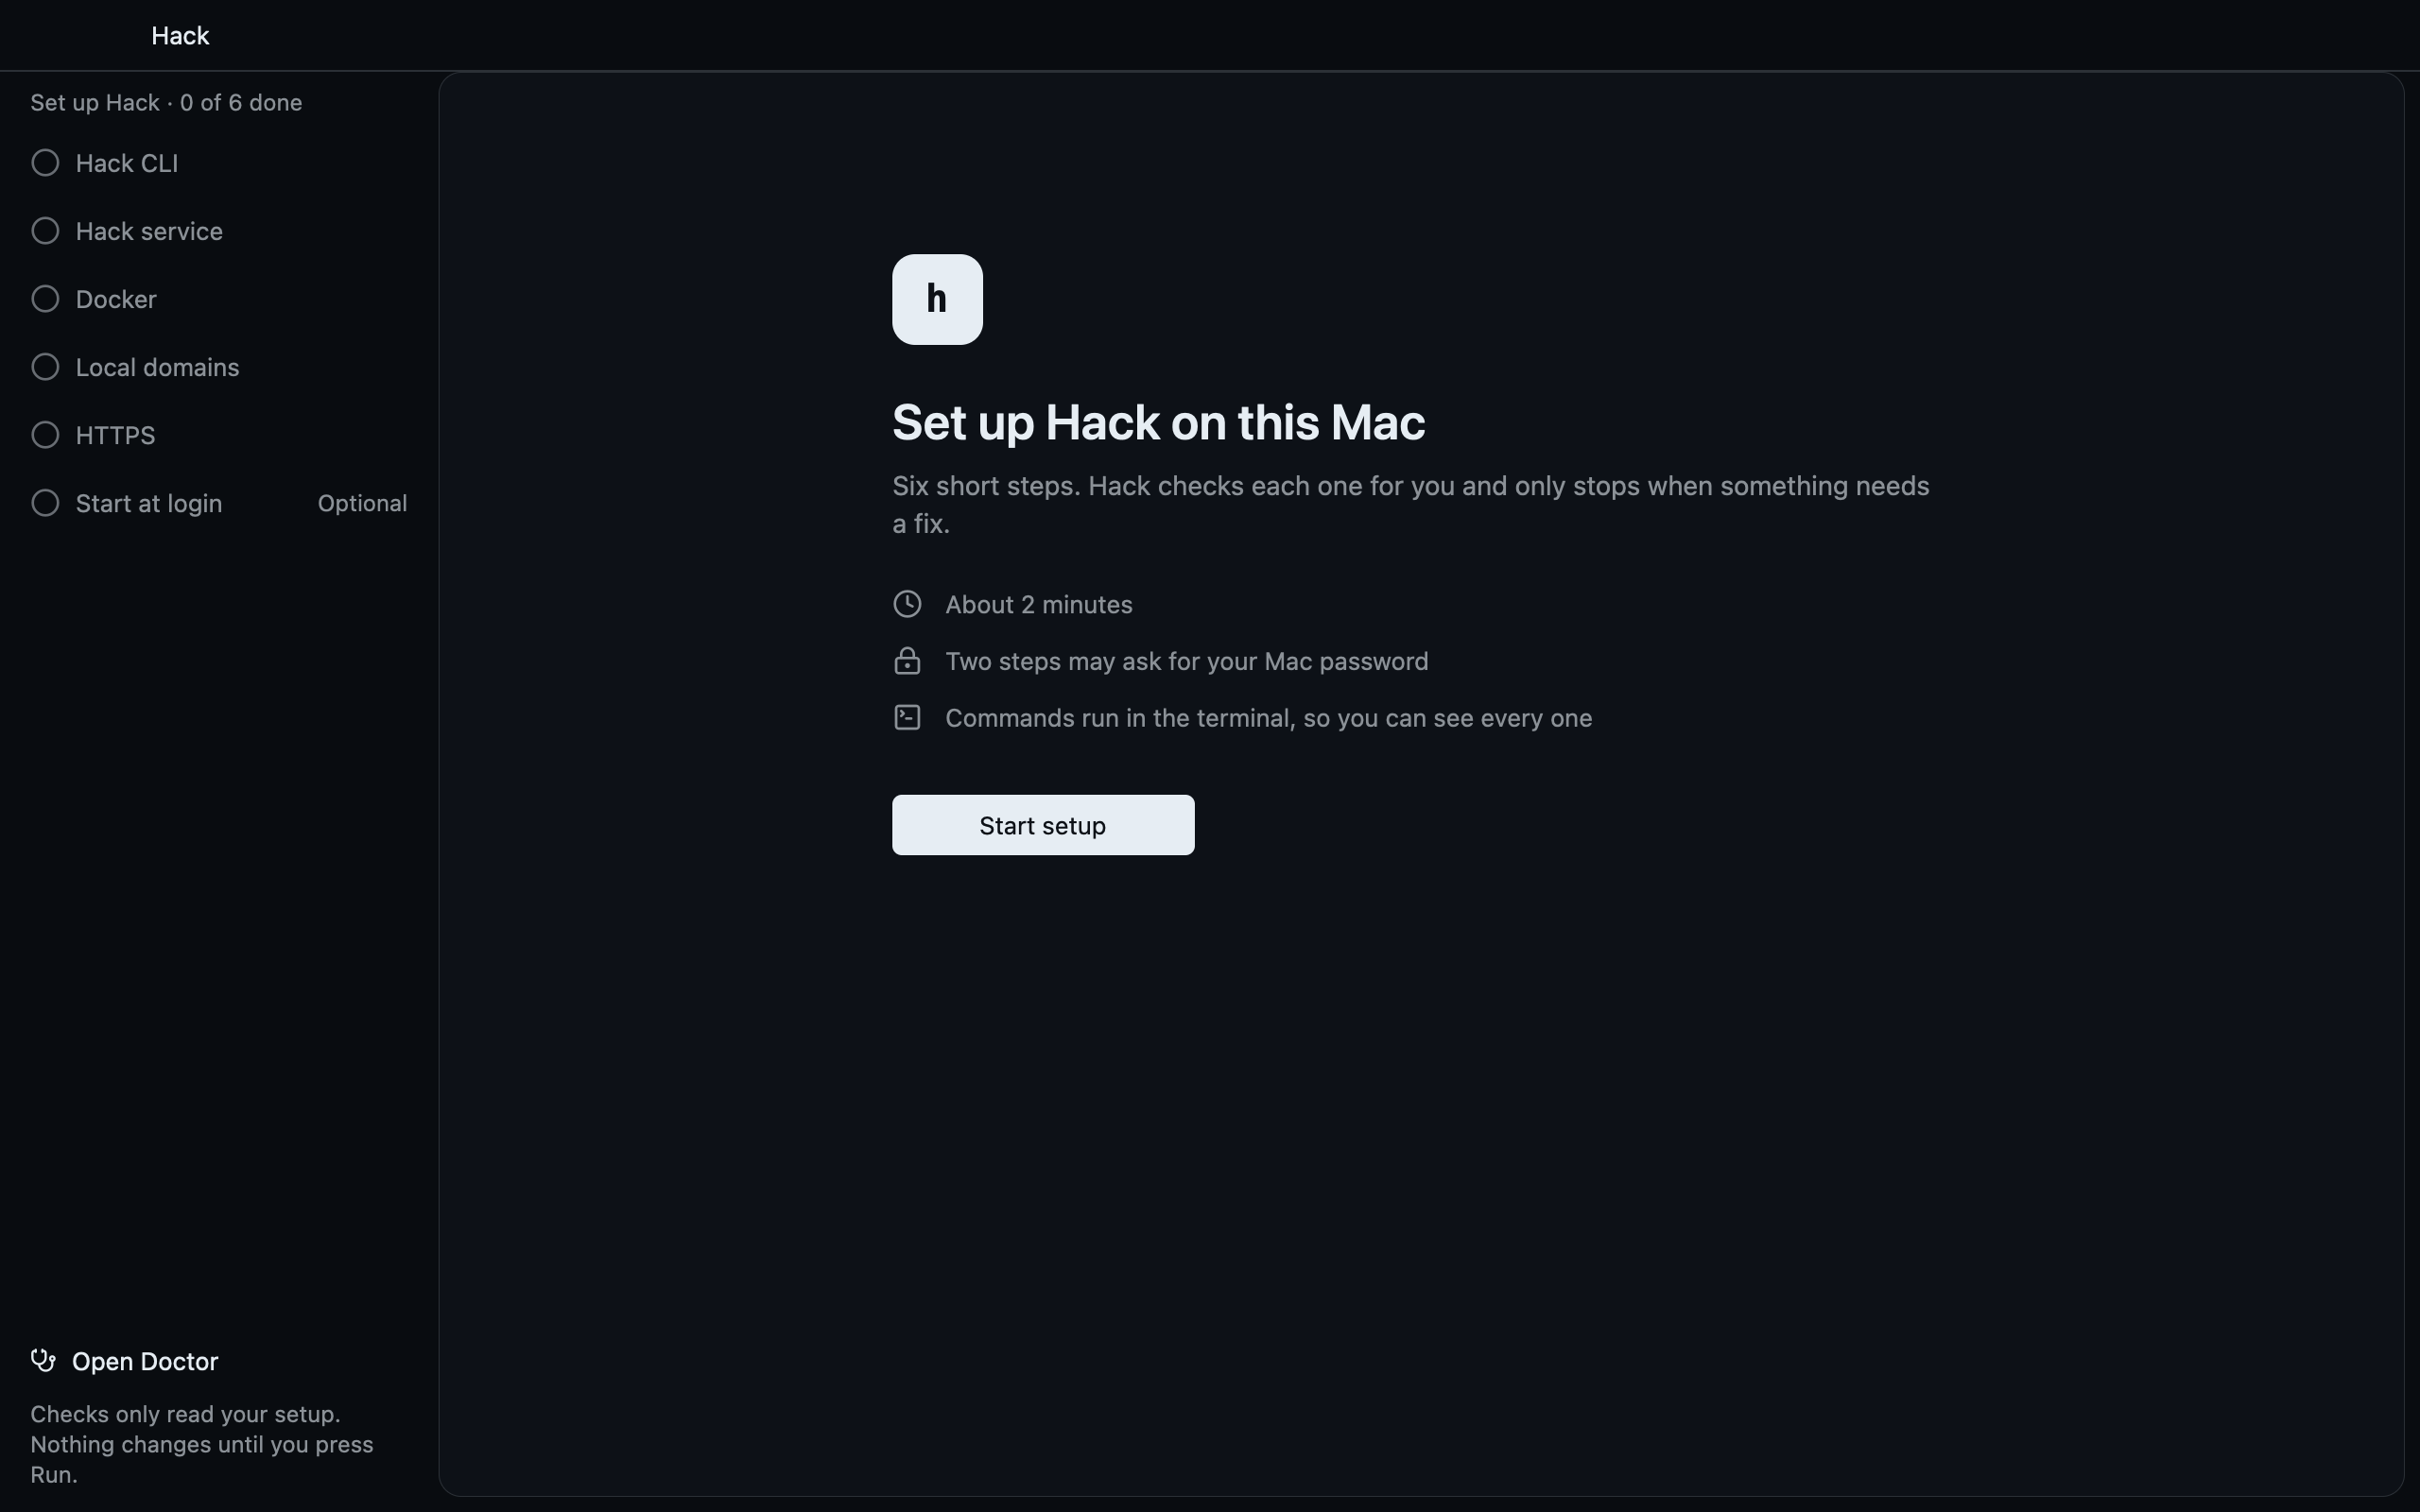 Hack
Set up Hack · 0 of 6 done
Hack CLI
Hack service
Docker
Local domains
HTTPS
Start at login Optional
Open Doctor
Checks only read your setup.
Nothing changes until you press
Run.
h
Set up Hack on this Mac
Six short steps. Hack checks each one for you and only stops when something needs
a fix.
About 2 minutes
Two steps may ask for your Mac password
Commands run in the terminal, so you can see every one
Start setup